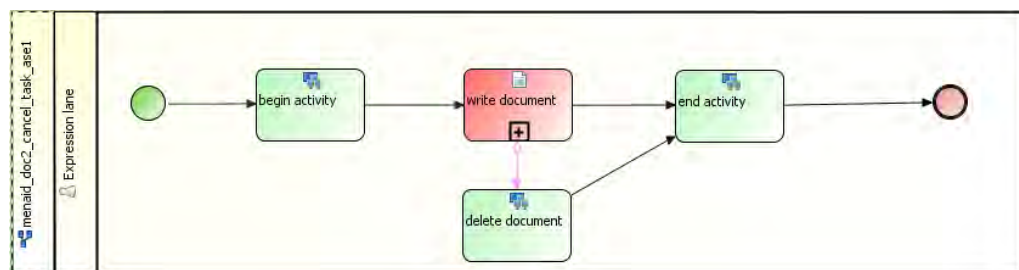 menaid_doc2_cancel_task_ase1
Expression lane
begin activity
write document
end activity
delete document